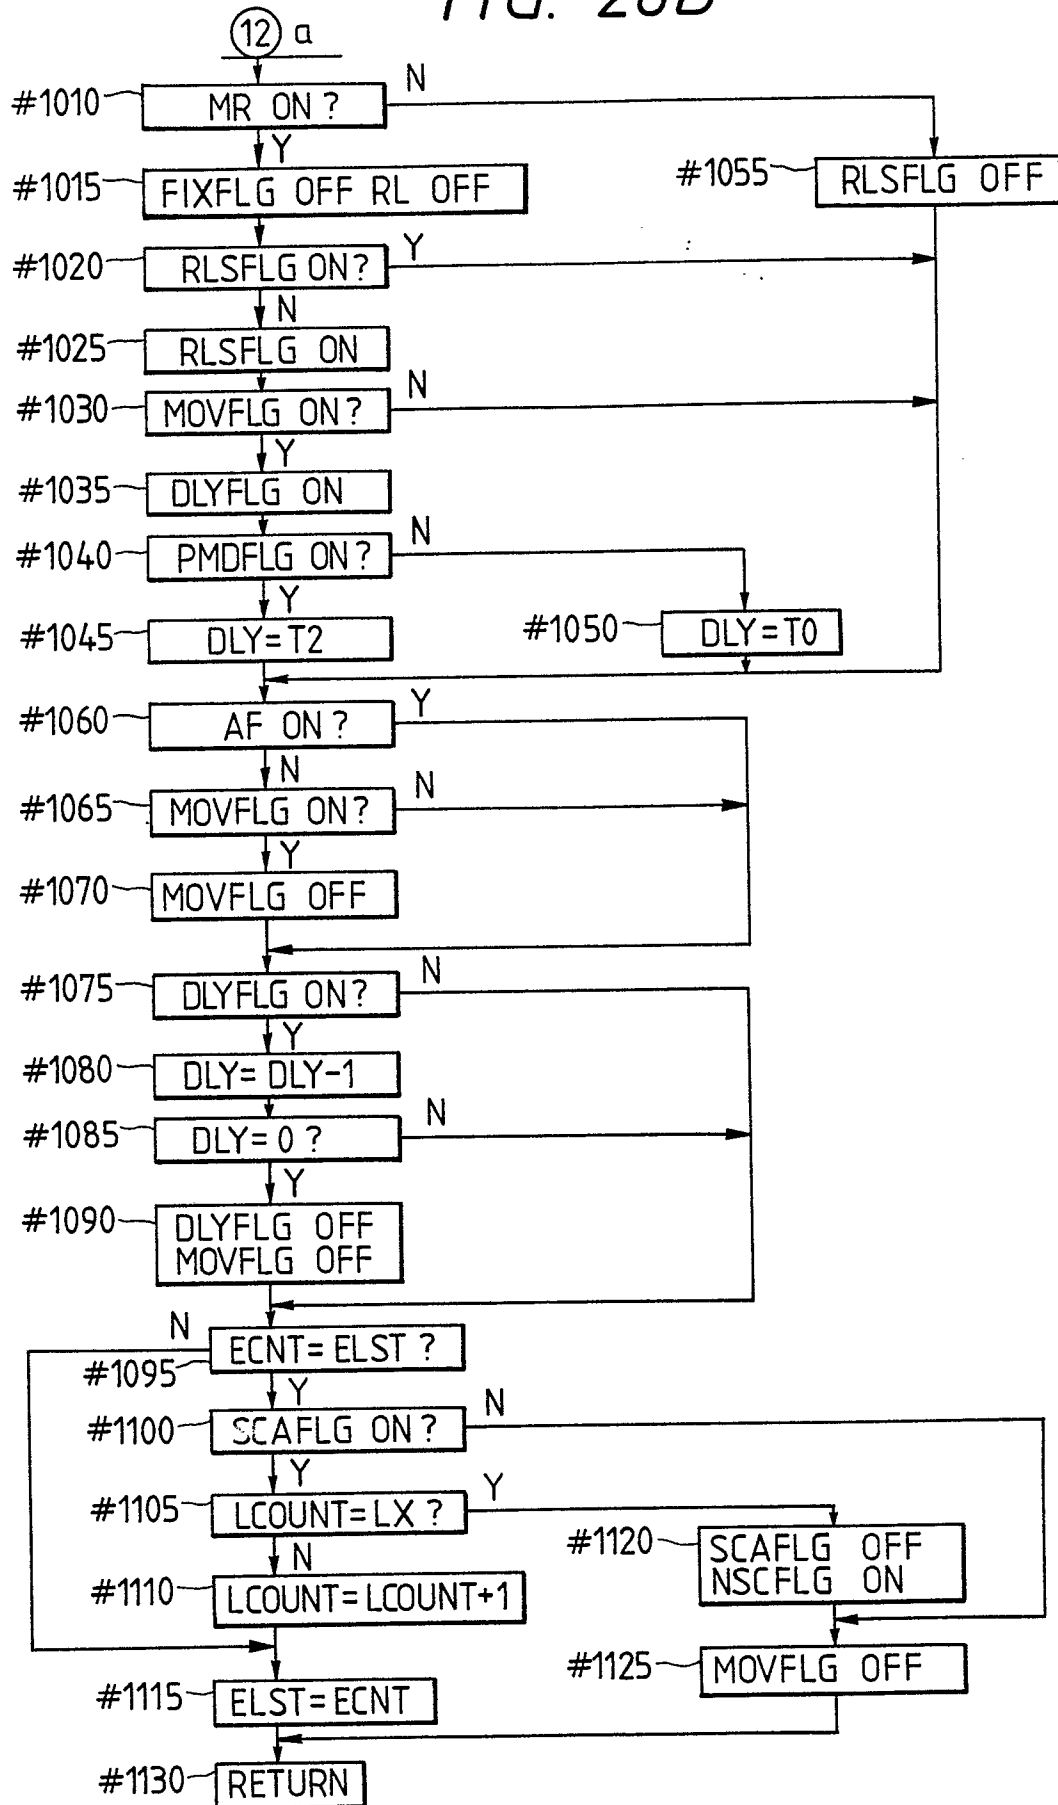 FIG. 28B
12 a
#1010 MR ON ? N
Y
#1015 FIXFLG OFF RL OFF
#1055 RLSFLG OFF
#1020 RLSFLG ON? Y
N
#1025 RLSFLG ON
#1030 MOVFLG ON? N
Y
#1035 DLYFLG ON
#1040 PMDFLG ON? N
Y
#1045 DLY=T2
#1050 DLY=T0
#1060 AF ON ? Y
N
#1065 MOVFLG ON? N
Y
#1070 MOVFLG OFF
#1075 DLYFLG ON? N
Y
#1080 DLY=DLY-1
#1085 DLY=0 ? N
Y
#1090 DLYFLG OFF
MOVFLG OFF
N
#1095 ECNT=ELST ?
Y
#1100 SCAFLG ON ? N
Y
#1105 LCOUNT=LX ? Y
N
#1120 SCAFLG OFF
NSCFLG ON
#1110 LCOUNT=LCOUNT+1
#1125 MOVFLG OFF
#1115 ELST=ECNT
#1130 RETURN